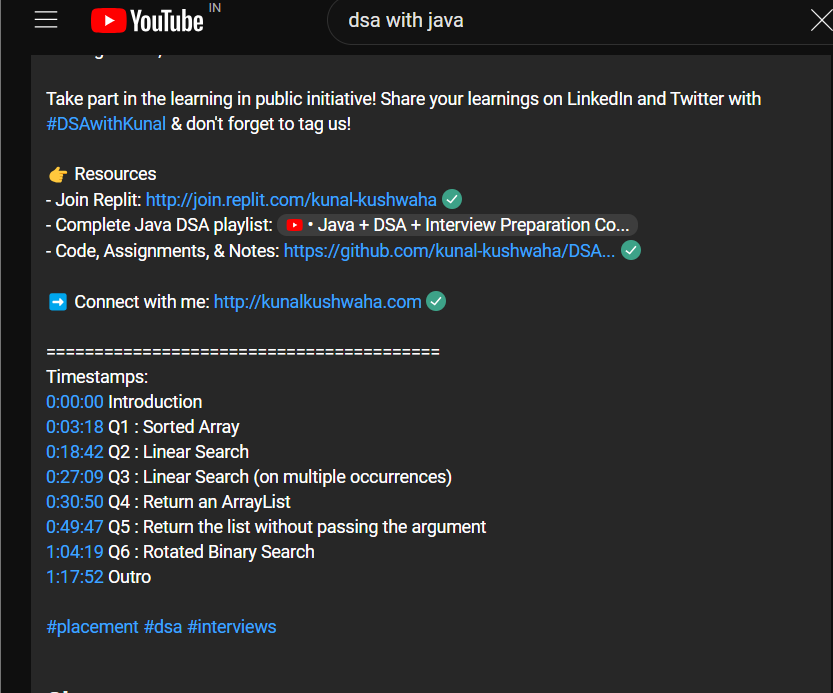 YouTube IN
dsa with java
Take part in the learning in public initiative! Share your learnings on LinkedIn and Twitter with
#DSAwithKunal & don't forget to tag us!
👉 Resources
- Join Replit: http://join.replit.com/kunal-kushwaha
- Complete Java DSA playlist: • Java + DSA + Interview Preparation Co...
- Code, Assignments, & Notes: https://github.com/kunal-kushwaha/DSA...
➡️ Connect with me: http://kunalkushwaha.com
=======================================
Timestamps:
0:00:00 Introduction
0:03:18 Q1 : Sorted Array
0:18:42 Q2 : Linear Search
0:27:09 Q3 : Linear Search (on multiple occurrences)
0:30:50 Q4 : Return an ArrayList
0:49:47 Q5 : Return the list without passing the argument
1:04:19 Q6 : Rotated Binary Search
1:17:52 Outro
#placement #dsa #interviews